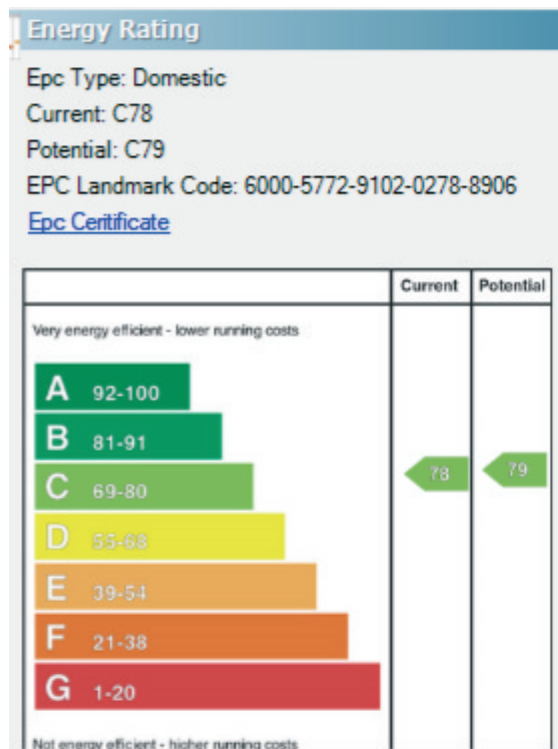 Energy Rating
Epc Type: Domestic
Current: C78
Potential: C79
EPC Landmark Code: 6000-5772-9102-0278-8906
Epc Ceritificate
Current Potential
Very energy efficient - lower running costs
A 92-100
B 81-91
C 69-80
78 79
D 55-68
E 39-54
F 21-38
G 1-20
Not energy efficient - higher running costs